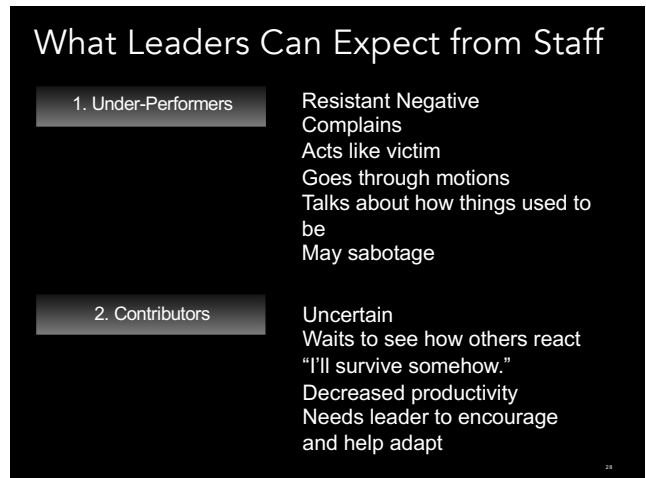 What Leaders Can Expect from Staff
1. Under-Performers
Resistant Negative
Complains
Acts like victim
Goes through motions
Talks about how things used to
be
May sabotage
2. Contributors
Uncertain
Waits to see how others react
“I’ll survive somehow.”
Decreased productivity
Needs leader to encourage
and help adapt
28